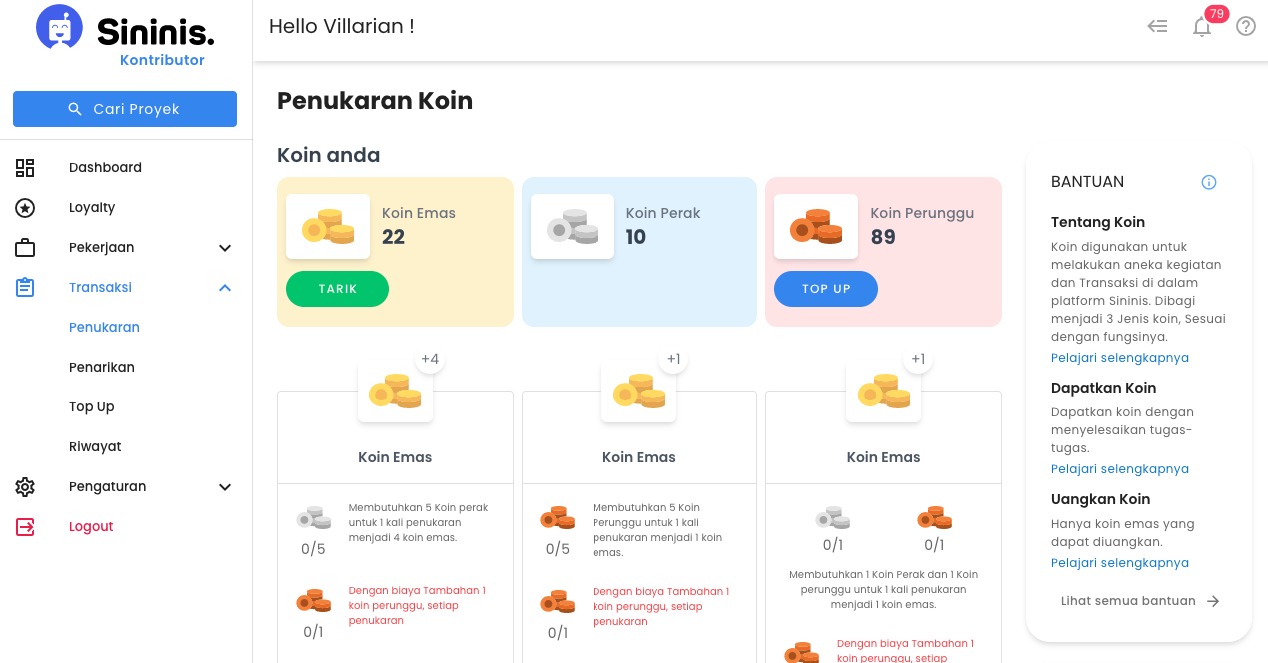 Sininis.
Kontributor
Cari Proyek
Dashboard
Loyalty
Pekerjaan
Transaksi
Penukaran
Penarikan
Top Up
Riwayat
Pengaturan
Logout
Hello Villarian !
79
Penukaran Koin
Koin anda
Koin Emas
22
TARIK
Koin Perak
10
Koin Perunggu
89
TOP UP
+4
Koin Emas
0/5
Membutuhkan 5 Koin perak
untuk 1 kali penukaran
menjadi 4 koin emas.
0/1
Dengan biaya Tambahan 1
koin perunggu, setiap
penukaran
+1
Koin Emas
0/5
Membutuhkan 5 Koin
Perunggu untuk 1 kali
penukaran menjadi 1 koin
emas.
0/1
Dengan biaya Tambahan 1
koin perunggu, setiap
penukaran
+1
Koin Emas
0/1
0/1
Membutuhkan 1 Koin Perak dan 1 Koin
perunggu untuk 1 kali penukaran
menjadi 1 koin emas.
Dengan biaya Tambahan 1
koin perunggu, setiap
BANTUAN
Tentang Koin
Koin digunakan untuk
melakukan aneka kegiatan
dan Transaksi di dalam
platform Sininis. Dibagi
menjadi 3 Jenis koin, Sesuai
dengan fungsinya.
Pelajari selengkapnya
Dapatkan Koin
Dapatkan koin dengan
menyelesaikan tugas-
tugas.
Pelajari selengkapnya
Uangkan Koin
Hanya koin emas yang
dapat diuangkan.
Pelajari selengkapnya
Lihat semua bantuan